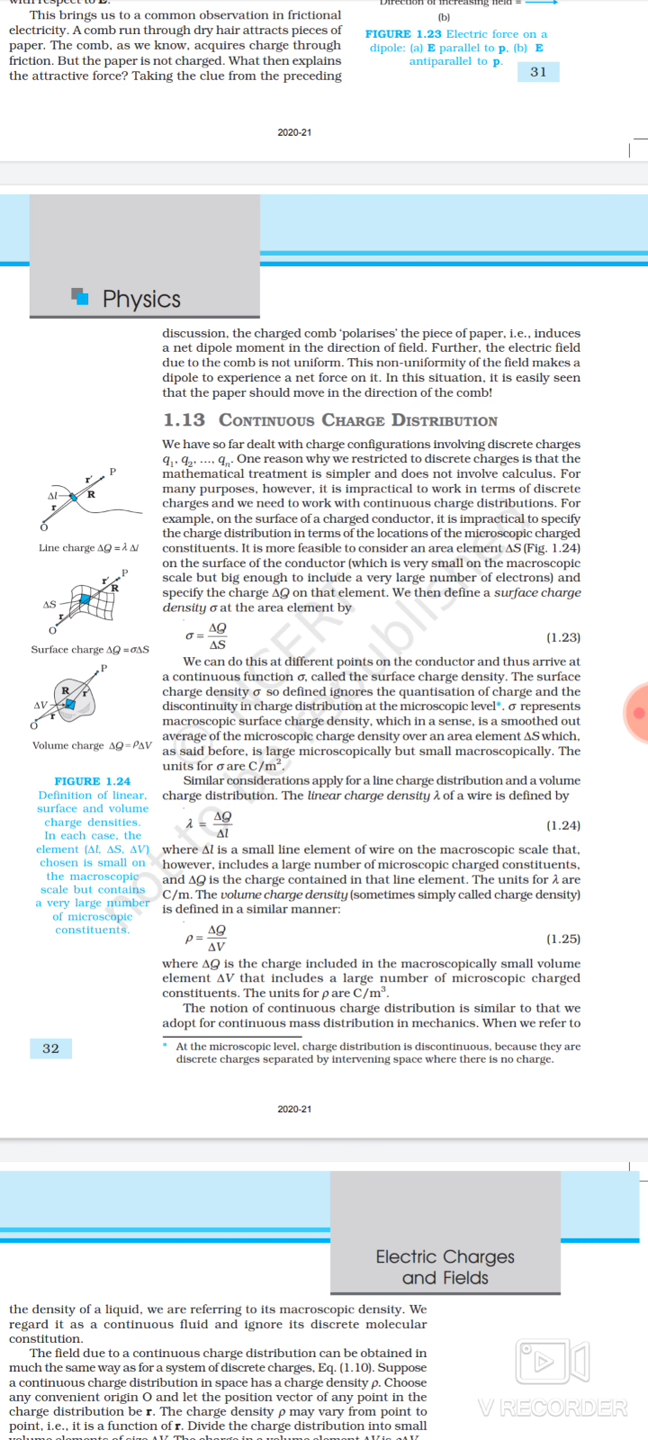 This brings us to a common observation in frictional
electricity. A comb run through dry hair attracts pieces of
paper. The comb, as we know, acquires charge through
friction. But the paper is not charged. What then explains
the attractive force? Taking the clue from the preceding
(b)
FIGURE 1.23 Electric force on a
dipole: (a) E parallel to p, (b) E
antiparallel to p.
31
2020-21
Physics
discussion, the charged comb ‘polarises’ the piece of paper, i.e., induces
a net dipole moment in the direction of field. Further, the electric field
due to the comb is not uniform. This non-uniformity of the field makes a
dipole to experience a net force on it. In this situation, it is easily seen
that the paper should move in the direction of the comb!
1.13 CONTINUOUS CHARGE DISTRIBUTION
We have so far dealt with charge configurations involving discrete charges
q₁, q₂, ..., qₙ. One reason why we restricted to discrete charges is that the
mathematical treatment is simpler and does not involve calculus. For
many purposes, however, it is impractical to work in terms of discrete
charges and we need to work with continuous charge distributions. For
example, on the surface of a charged conductor, it is impractical to specify
the charge distribution in terms of the locations of the microscopic charged
constituents. It is more feasible to consider an area element ΔS (Fig. 1.24)
on the surface of the conductor (which is very small on the macroscopic
scale but big enough to include a very large number of electrons) and
specify the charge ΔQ on that element. We then define a surface charge
density σ at the area element by
σ = ΔQ/ΔS (1.23)
We can do this at different points on the conductor and thus arrive at
a continuous function σ, called the surface charge density. The surface
charge density σ so defined ignores the quantisation of charge and the
discontinuity in charge distribution at the microscopic level*. σ represents
macroscopic surface charge density, which in a sense, is a smoothed out
average of the microscopic charge density over an area element ΔS which,
as said before, is large microscopically but small macroscopically. The
units for σ are C/m².
Similar considerations apply for a line charge distribution and a volume
charge distribution. The linear charge density λ of a wire is defined by
λ = ΔQ/Δl (1.24)
where Δl is a small line element of wire on the macroscopic scale that,
however, includes a large number of microscopic charged constituents,
and ΔQ is the charge contained in that line element. The units for λ are
C/m. The volume charge density (sometimes simply called charge density)
is defined in a similar manner:
ρ = ΔQ/ΔV (1.25)
where ΔQ is the charge included in the macroscopically small volume
element ΔV that includes a large number of microscopic charged
constituents. The units for ρ are C/m³.
The notion of continuous charge distribution is similar to that we
adopt for continuous mass distribution in mechanics. When we refer to
* At the microscopic level, charge distribution is discontinuous, because they are
discrete charges separated by intervening space where there is no charge.
P
r'
Δl
R
r
O
Line charge ΔQ = λ Δl
P
r'
R
ΔS
r
O
Surface charge ΔQ = σΔS
P
R
r'
ΔV
r
O
Volume charge ΔQ = ρΔV
FIGURE 1.24
Definition of linear,
surface and volume
charge densities.
In each case, the
element (Δl, ΔS, ΔV)
chosen is small on
the macroscopic
scale but contains
a very large number
of microscopic
constituents.
32
© NCERT
not to be republished
2020-21
Electric Charges
and Fields
the density of a liquid, we are referring to its macroscopic density. We
regard it as a continuous fluid and ignore its discrete molecular
constitution.
The field due to a continuous charge distribution can be obtained in
much the same way as for a system of discrete charges, Eq. (1.10). Suppose
a continuous charge distribution in space has a charge density ρ. Choose
any convenient origin O and let the position vector of any point in the
charge distribution be r. The charge density ρ may vary from point to
point, i.e., it is a function of r. Divide the charge distribution into small
V RECORDER